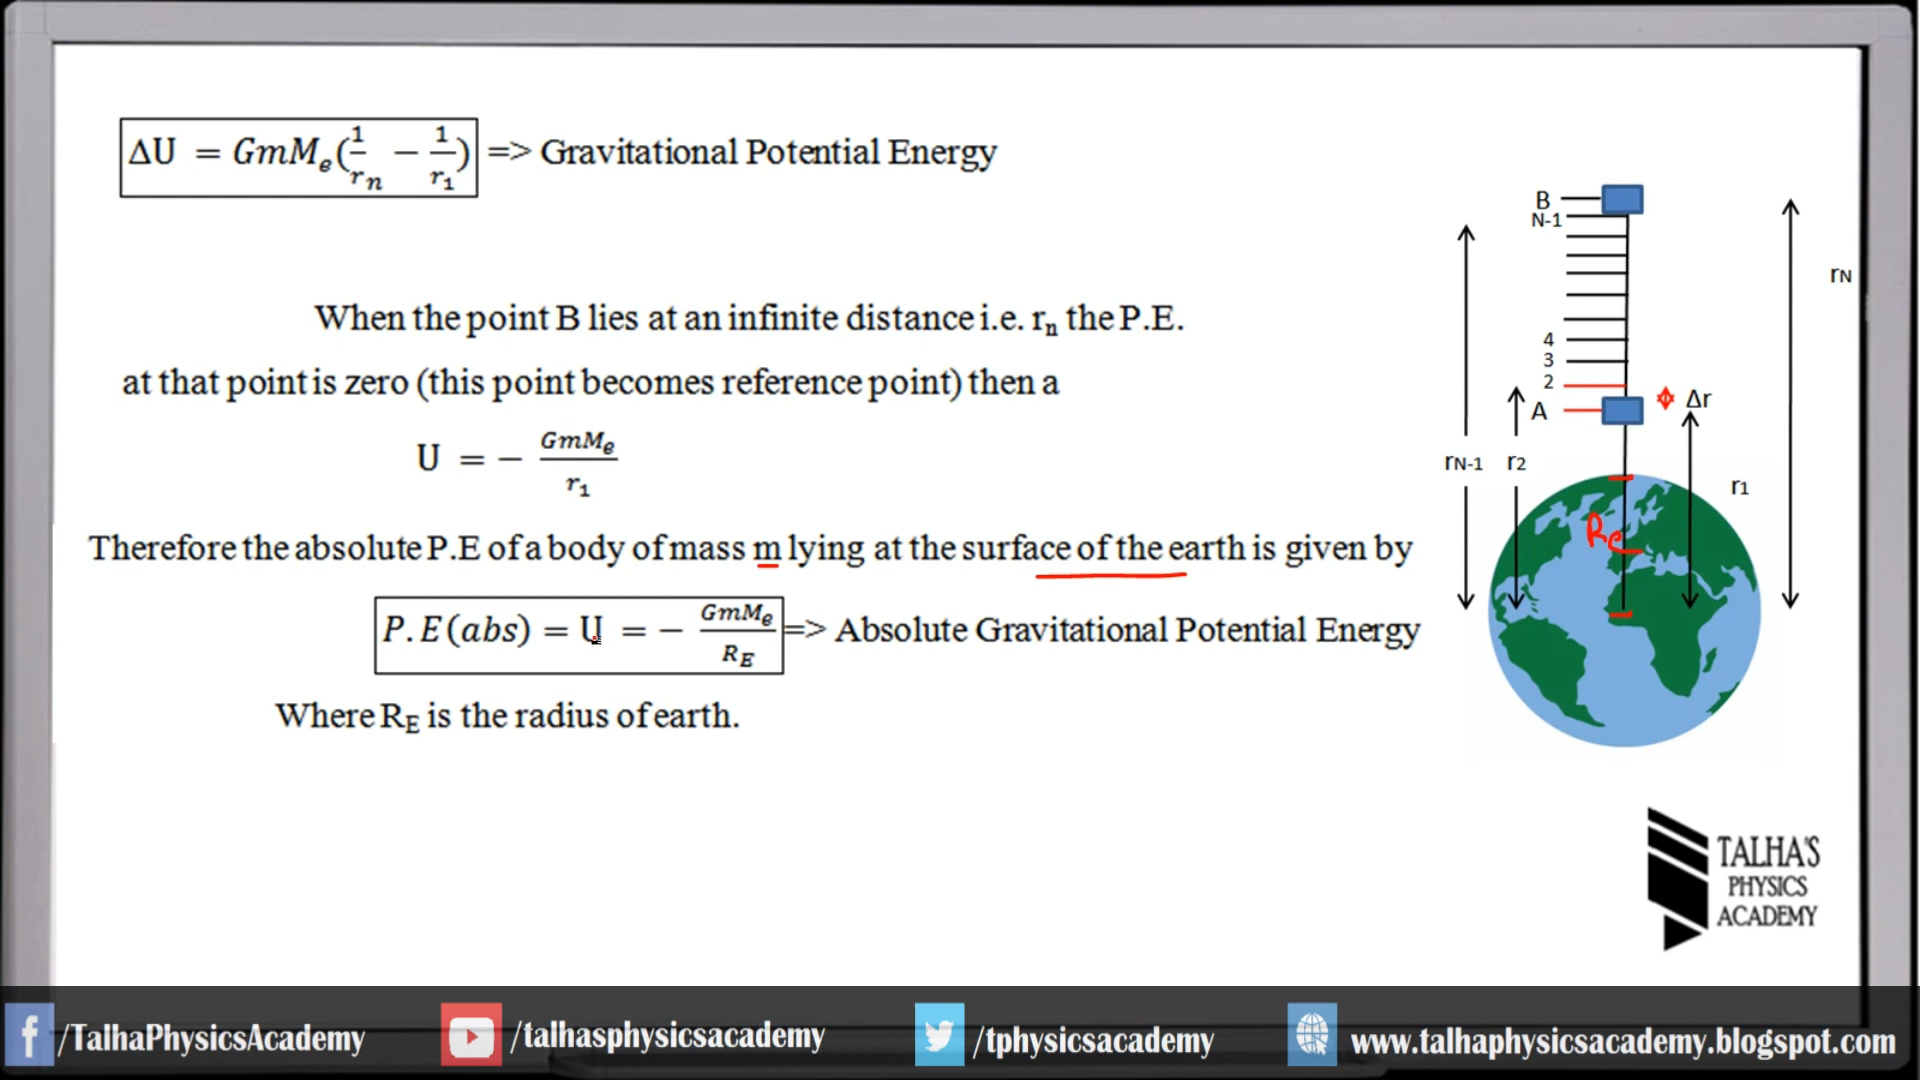 ΔU = GmMₑ(1/rₙ − 1/r₁) => Gravitational Potential Energy
When the point B lies at an infinite distance i.e. rₙ the P.E.
at that point is zero (this point becomes reference point) then a
U = − GmMₑ/r₁
Therefore the absolute P.E of a body of mass m lying at the surface of the earth is given by
P.E(abs) = U = − GmMₑ/R_E => Absolute Gravitational Potential Energy
Where R_E is the radius of earth.
B
N-1
4
3
2
A
Δr
rN
rN-1
r2
r1
Re
TALHA'S
PHYSICS
ACADEMY
/TalhaPhysicsAcademy
/talhasphysicsacademy
/tphysicsacademy
www.talhaphysicsacademy.blogspot.com